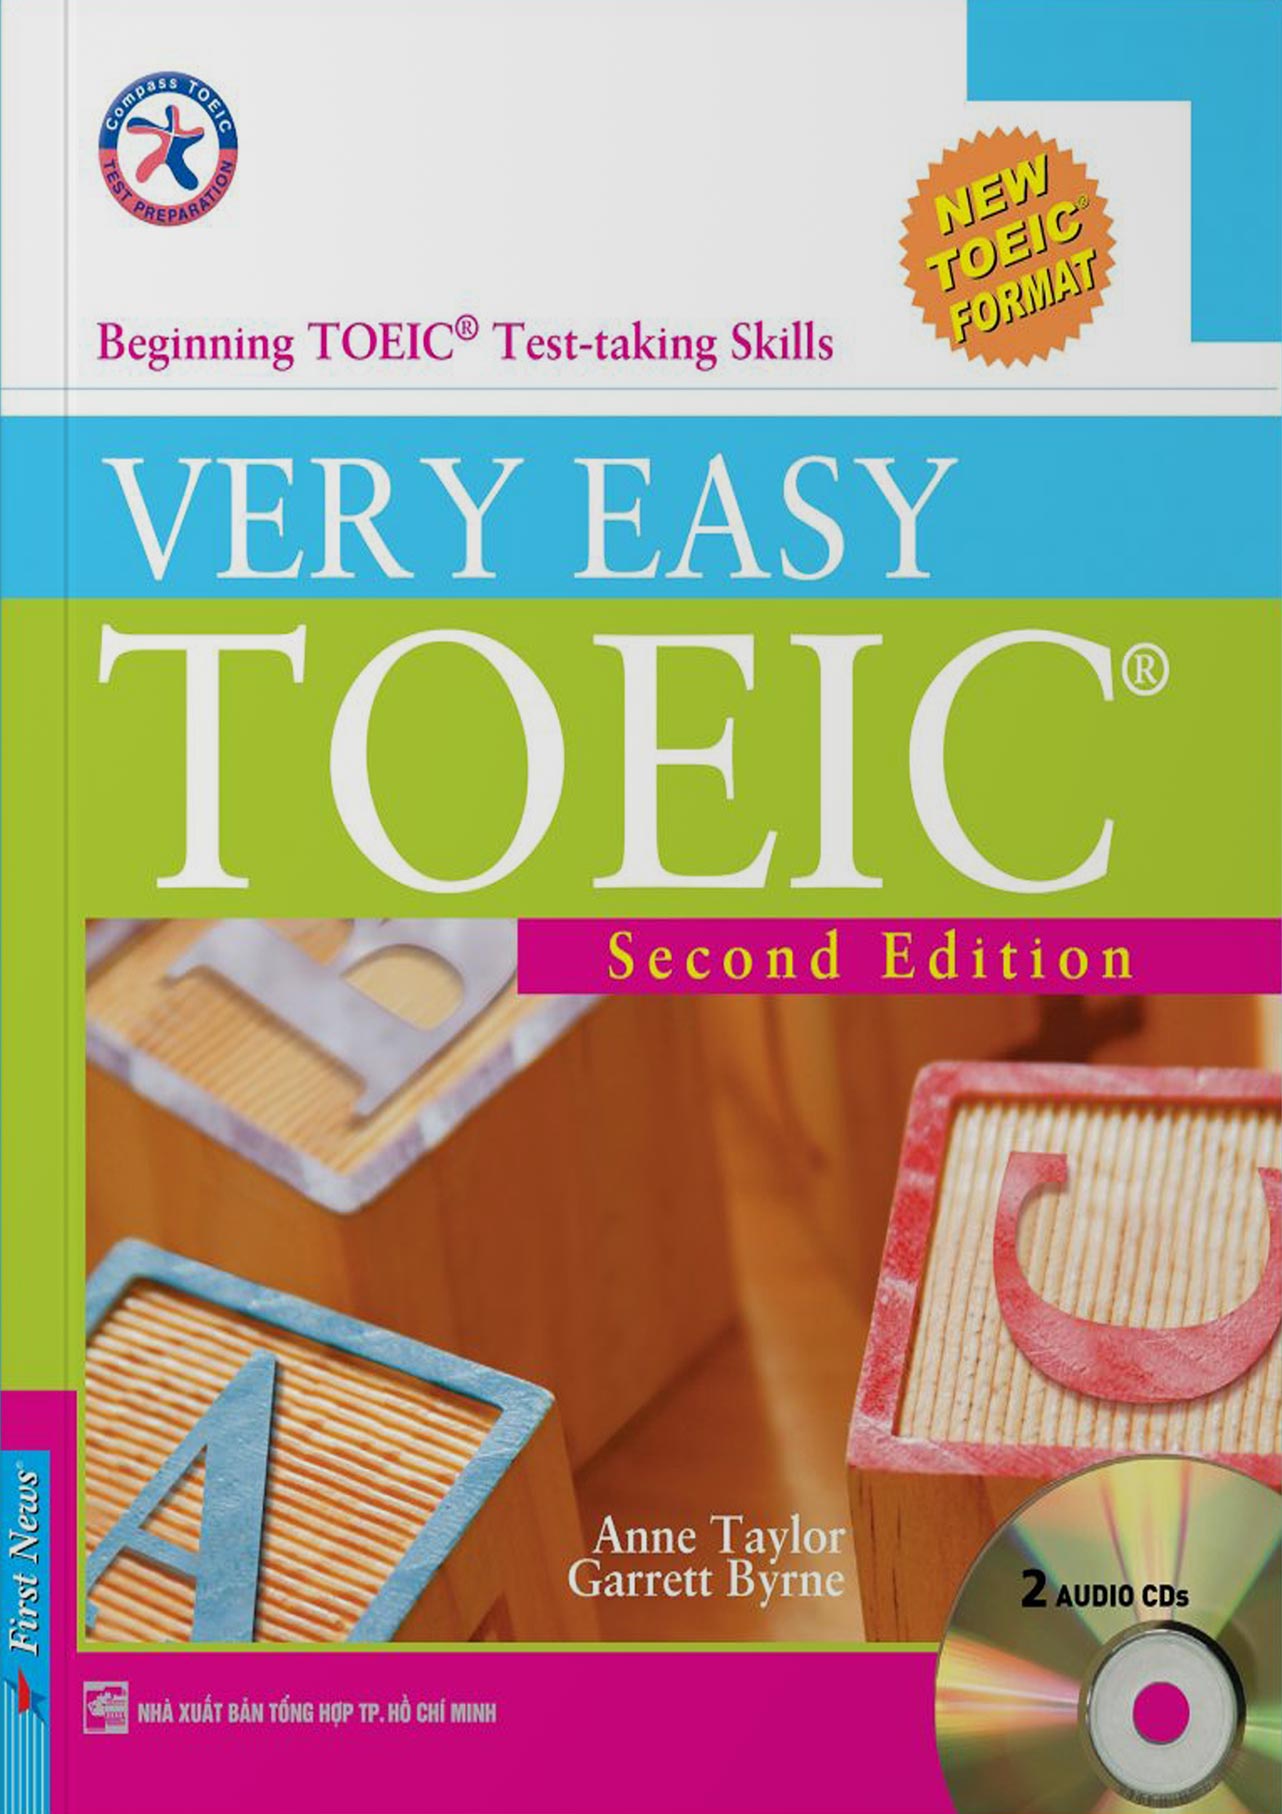 Compass TOEIC
TEST PREPARATION
NEW
TOEIC®
FORMAT
Beginning TOEIC® Test-taking Skills
VERY EASY
TOEIC®
Second Edition
B
C
A
Anne Taylor
Garrett Byrne
2 AUDIO CDs
First News®
NHÀ XUẤT BẢN TỔNG HỢP TP. HỒ CHÍ MINH